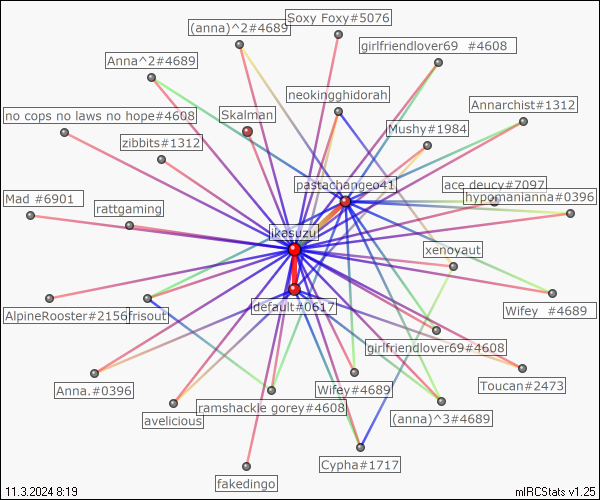 Soxy Foxy#5076
(anna)^2#4689
girlfriendlover69 #4608
Anna^2#4689
neokingghidorah
Annarchist#1312
no cops no laws no hope#4608
Skalman
Mushy#1984
zibbits#1312
pastachangeo41
ace deucy#7097
hypomanianna#0396
Mad #6901
rattgaming
ikasuzu
xenoyaut
default#0617
AlpineRooster#2156
frisout
Wifey #4689
girlfriendlover69#4608
Anna.#0396
Wifey#4689
Toucan#2473
avelicious
ramshackle gorey#4608
(anna)^3#4689
Cypha#1717
fakedingo
11.3.2024 8:19
mIRCStats v1.25